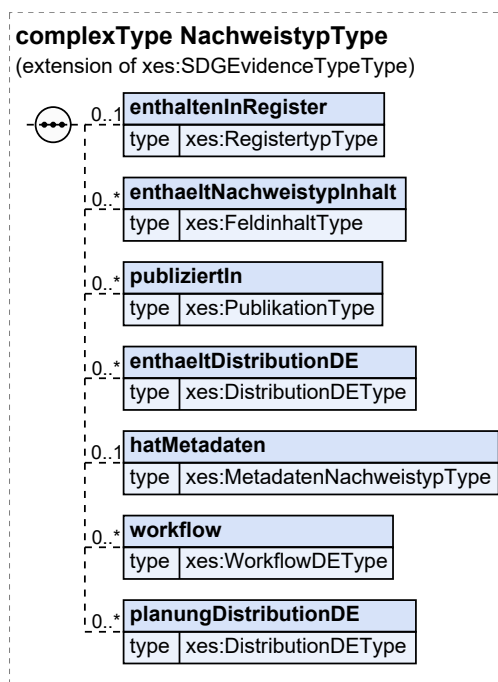 complexType NachweistypType
(extension of xes:SDGEvidenceTypeType)
0..1 enthaltenInRegister
type xes:RegistertypType
0..* enthaeltNachweistypInhalt
type xes:FeldinhaltType
0..* publiziertIn
type xes:PublikationType
0..* enthaeltDistributionDE
type xes:DistributionDEType
0..1 hatMetadaten
type xes:MetadatenNachweistypType
0..* workflow
type xes:WorkflowDEType
0..* planungDistributionDE
type xes:DistributionDEType